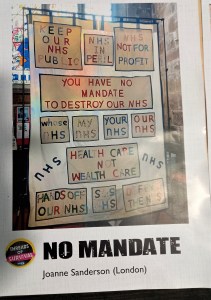 KEEP OUR NHS PUBLIC
NHS IN PERIL
NHS NOT FOR PROFIT
YOU HAVE NO MANDATE
TO DESTROY OUR NHS
whose NHS
MY NHS
YOUR NHS
OUR NHS
NHS
HEALTH CARE
NOT
WEALTH CARE
NHS
HANDS OFF OUR NHS
SOS NHS
NHS
NO MANDATE
Joanne Sanderson (London)